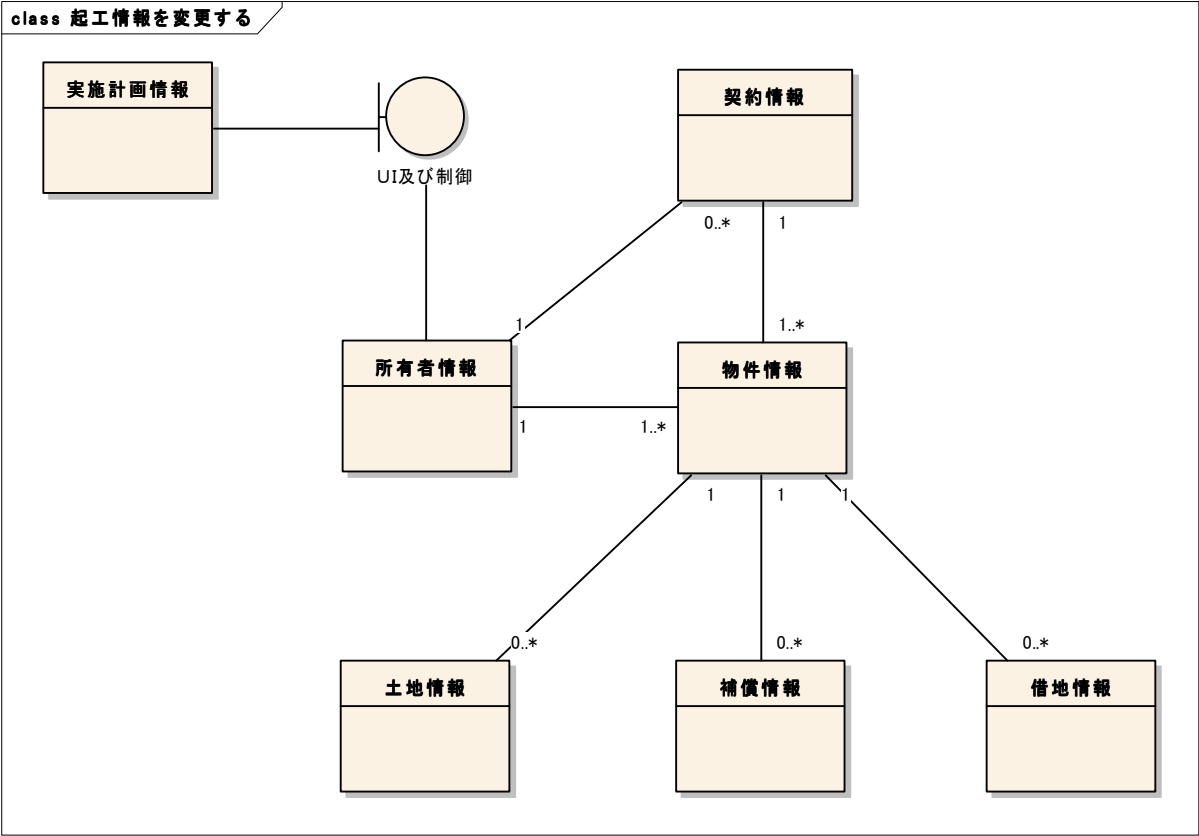 class 起工情報を変更する
実施計画情報
UI及び制御
契約情報
0..*
1
1
1..*
所有者情報
物件情報
1
1..*
1
1
1
0..*
0..*
0..*
土地情報
補償情報
借地情報